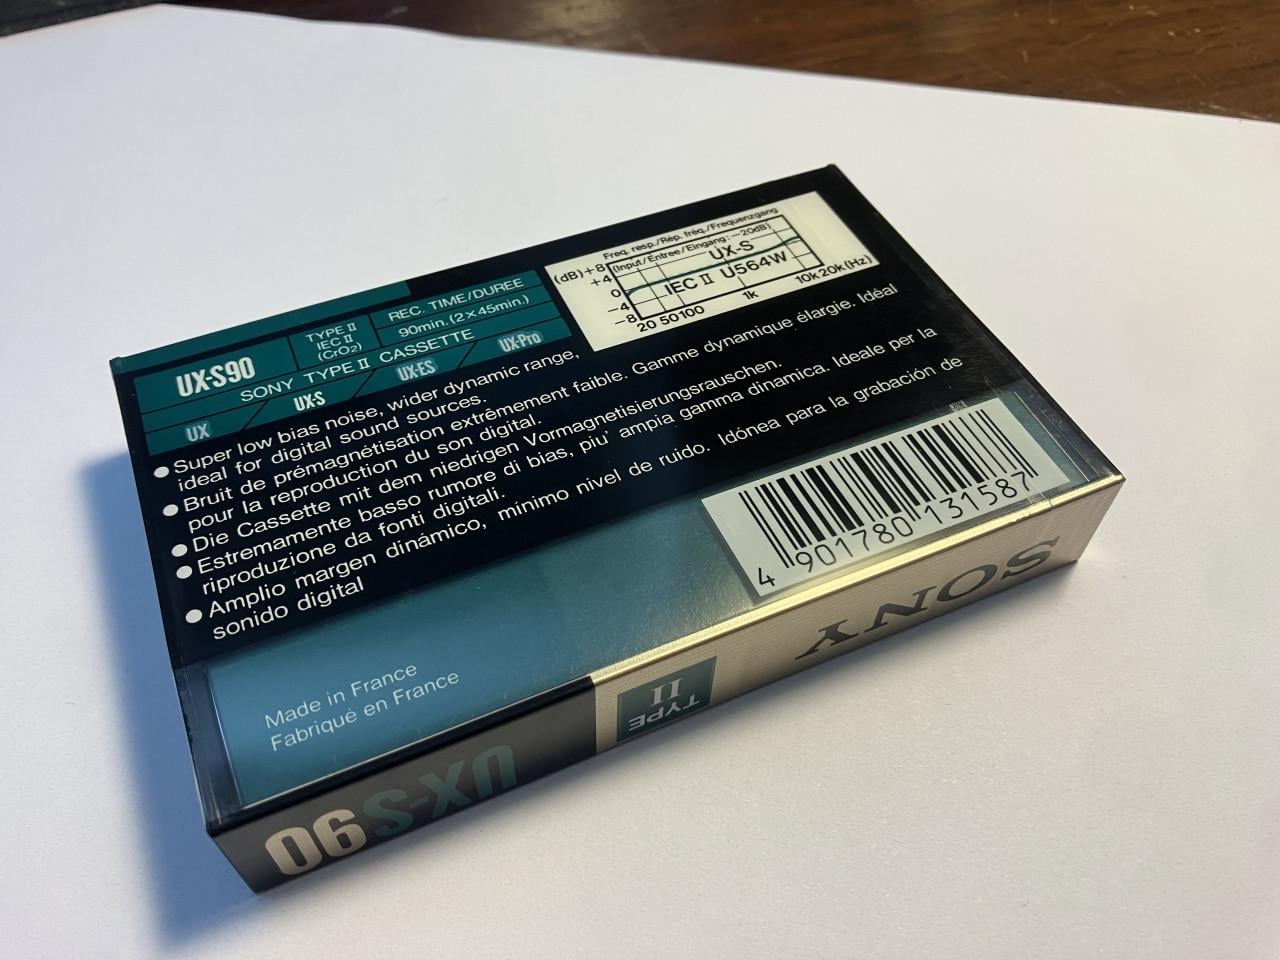 UX-S90
TYPE II
IEC II
(CrO2)
REC. TIME/DUREE
90min. (2×45min.)
SONY TYPE II CASSETTE
UX
UX-S
UX-ES
UX-Pro
Freq. resp./Rép. fréq./Frequenzgang
(Input/Entree/Eingang: −20dB)
(dB)+8
+4
0
−4
−8
UX-S
IEC II U564W
20 50 100 1k 10k 20k (Hz)
● Super low bias noise, wider dynamic range,
ideal for digital sound sources.
● Bruit de prémagnétisation extrêmement faible. Gamme dynamique élargie. Idéal
pour la reproduction du son digital.
● Die Cassette mit dem niedrigen Vormagnetisierungsrauschen.
● Estremamente basso rumore di bias, piu' ampia gamma dinamica. Ideale per la
riproduzione da fonti digitali.
● Amplio margen dinámico, mínimo nivel de ruido. Idónea para la grabación de
sonido digital
4 901780 131587
Made in France
Fabriqué en France
SONY
TYPE
II
UX-S 90